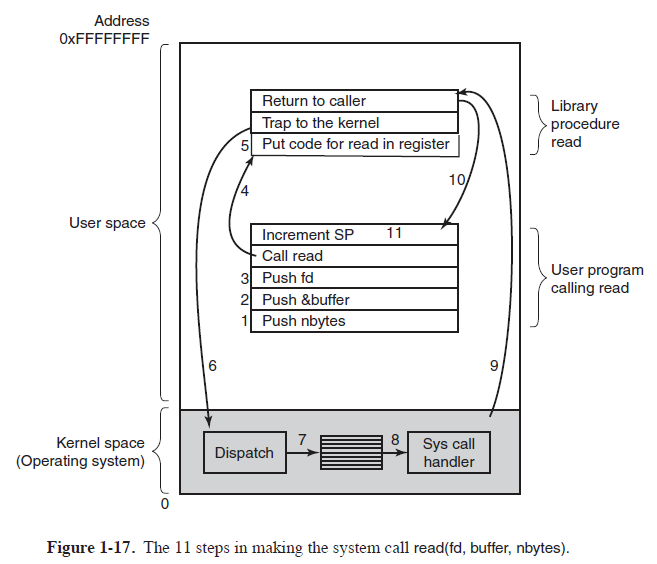 Address
0xFFFFFFFF
Return to caller
Trap to the kernel
5 Put code for read in register
Library
procedure
read
4
10
User space
Increment SP 11
Call read
3 Push fd
2 Push &buffer
1 Push nbytes
User program
calling read
6
9
Kernel space
(Operating system)
Dispatch
7
8
Sys call
handler
0
Figure 1-17. The 11 steps in making the system call read(fd, buffer, nbytes).